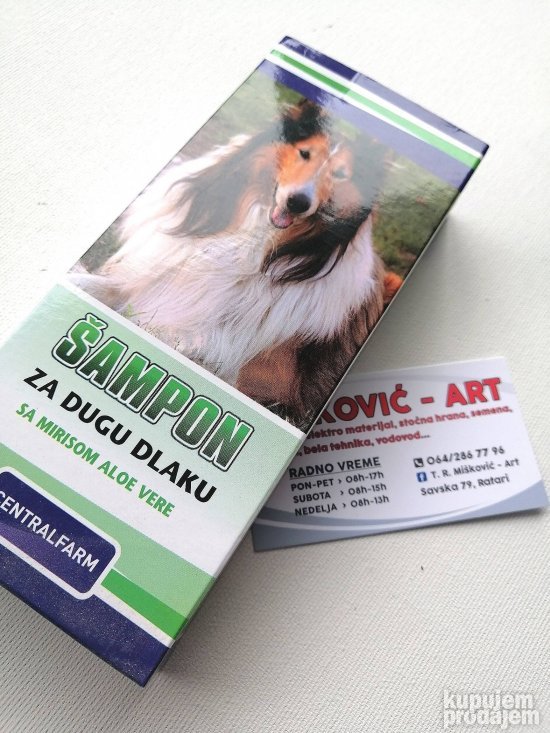 ŠAMPON
ZA DUGU DLAKU
SA MIRISOM ALOE VERE
CENTRALFARM
KOVIĆ - ART
elektro materijal, stočna hrana, semena,
bela tehnika, vodovod...
RADNO VREME
PON-PET > 08h-17h
SUBOTA > 08h-15h
NEDELJA > 08h-13h
064/286 77 96
T. R. Mišković - Art
Savska 79, Ratari
kupujem
prodajem